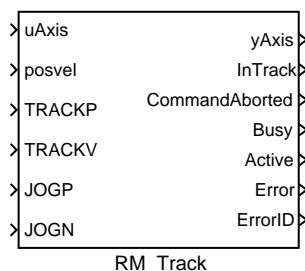 uAxis
posvel
TRACKP
TRACKV
JOGP
JOGN
yAxis
InTrack
CommandAborted
Busy
Active
Error
ErrorID
RM_Track